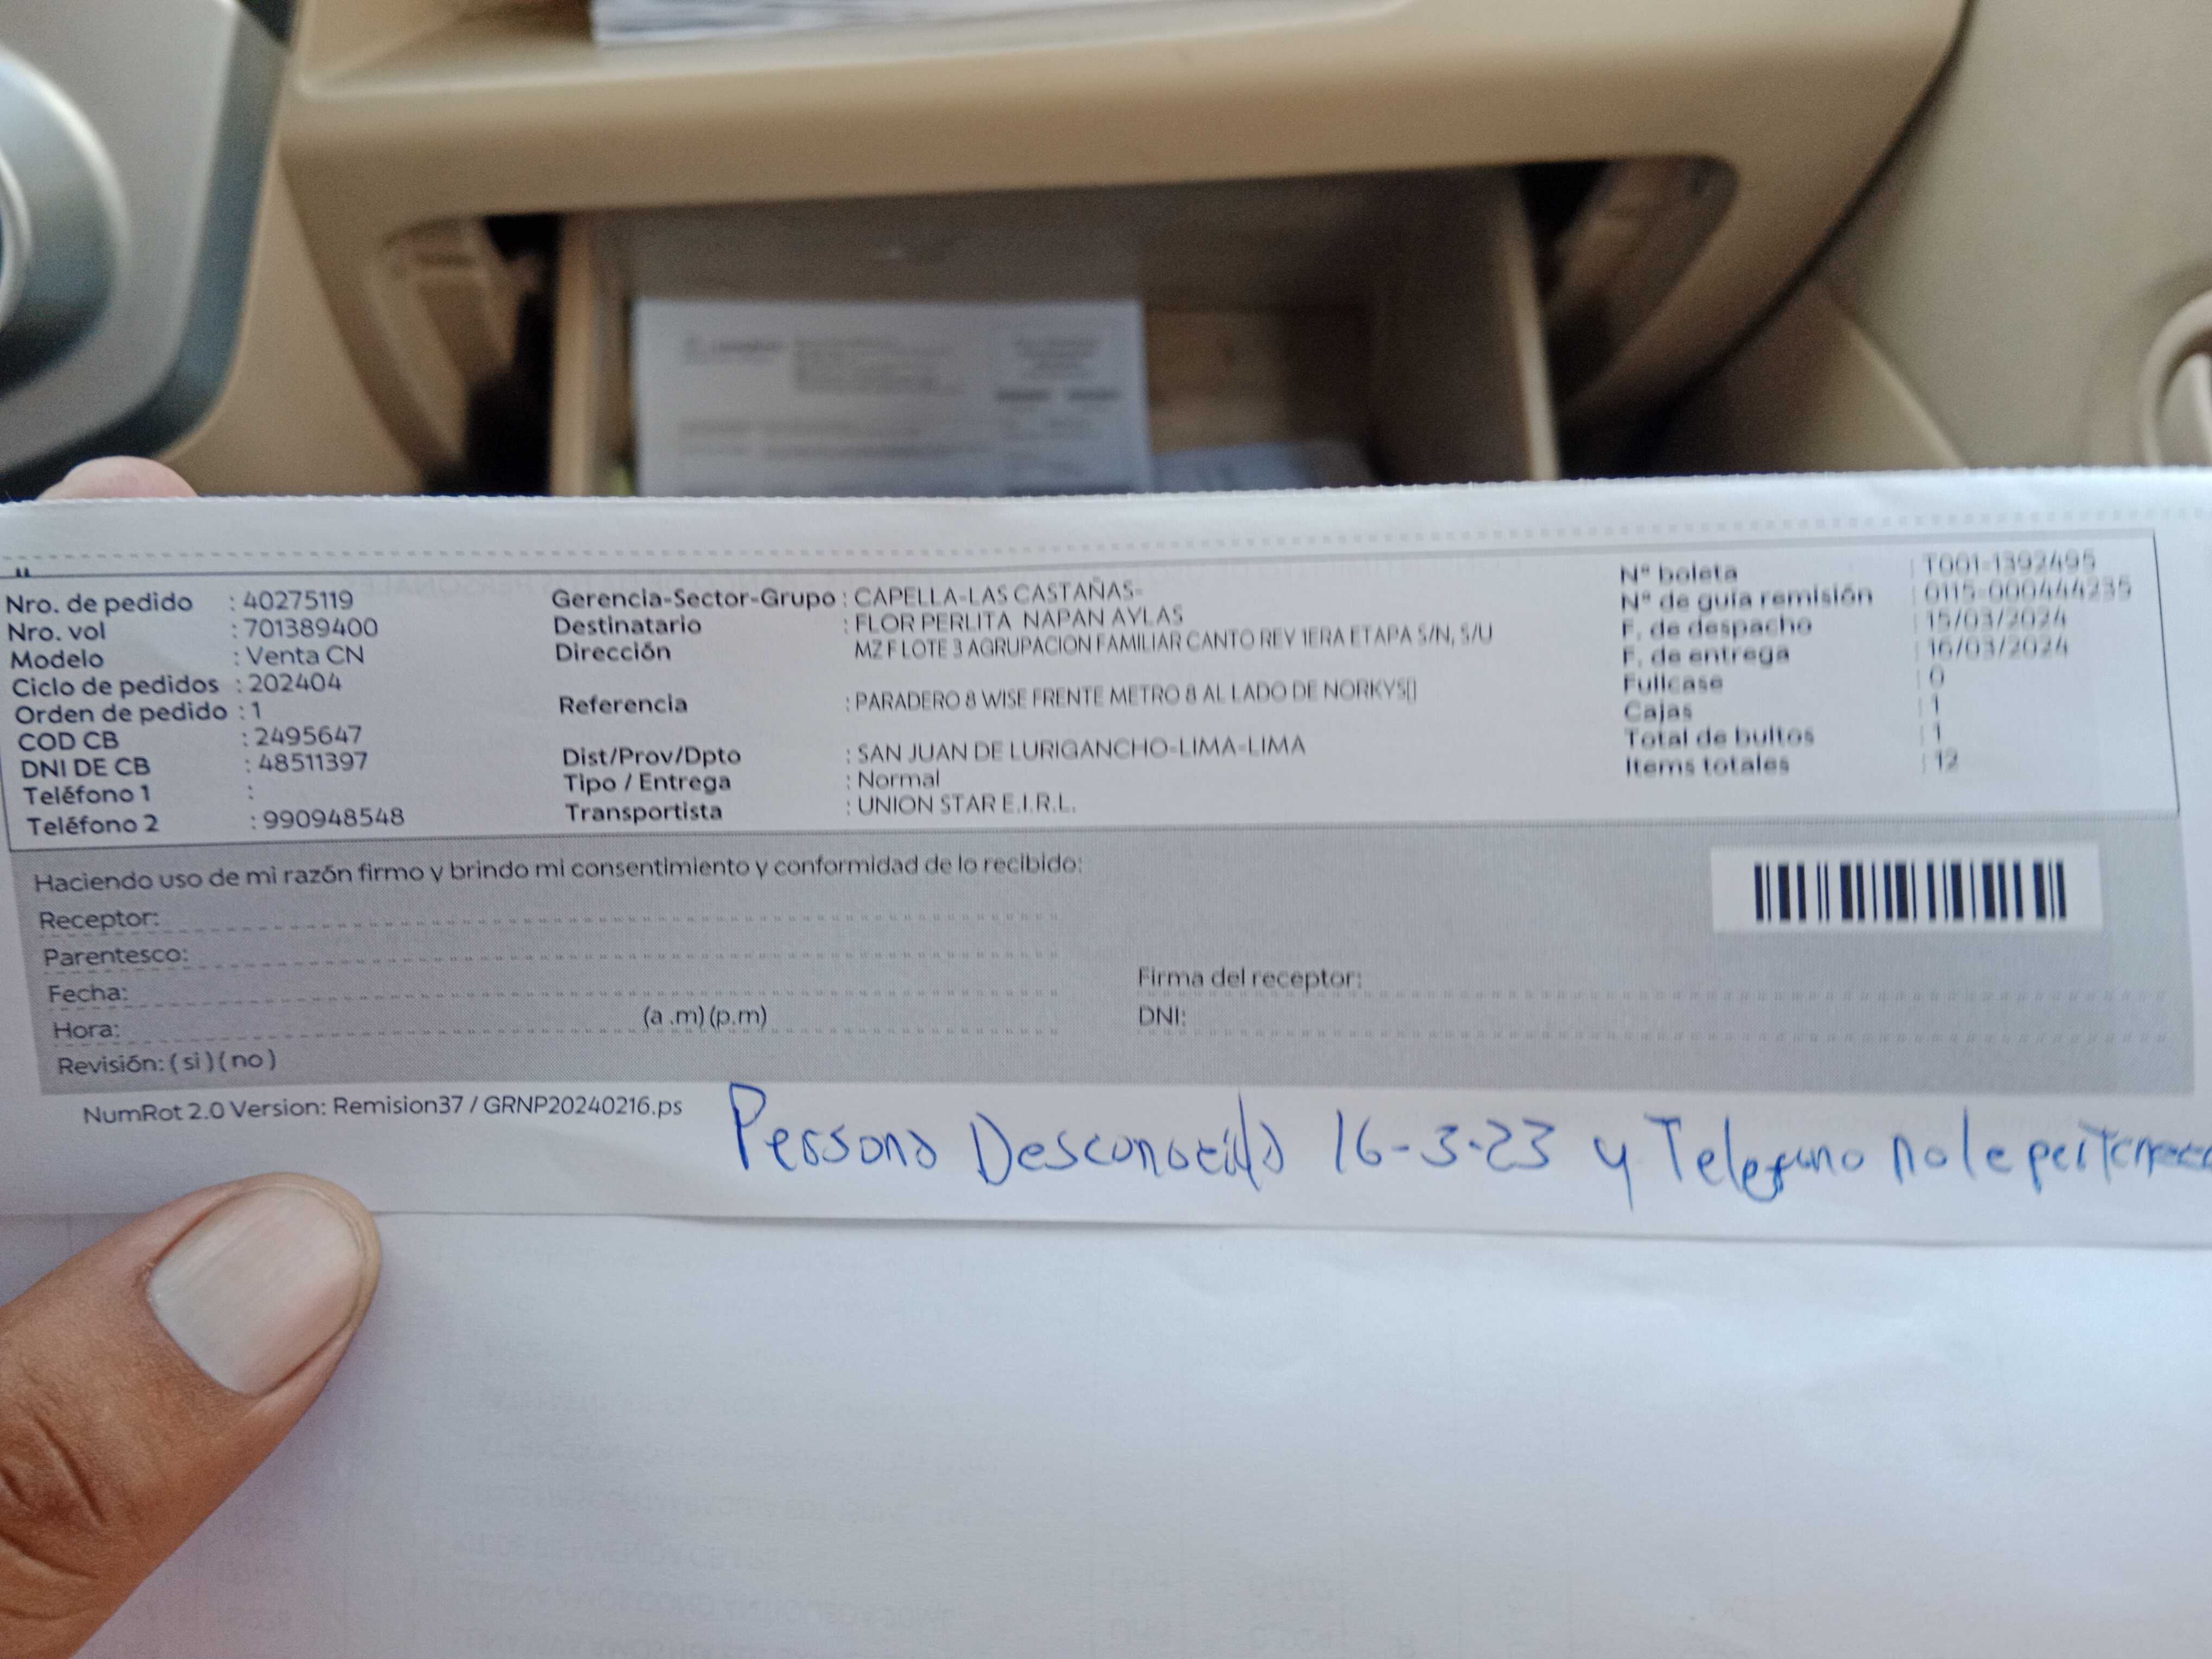 Nro. de pedido : 40275119
Nro. vol : 701389400
Modelo : Venta CN
Ciclo de pedidos : 202404
Orden de pedido : 1
COD CB : 2495647
DNI DE CB : 48511397
Teléfono 1 :
Teléfono 2 : 990948548
Gerencia-Sector-Grupo : CAPELLA-LAS CASTAÑAS-
Destinatario : FLOR PERLITA NAPAN AYLAS
Dirección MZ F LOTE 3 AGRUPACION FAMILIAR CANTO REY 1ERA ETAPA S/N, S/U
Referencia : PARADERO 8 WISE FRENTE METRO 8 AL LADO DE NORKYS[]
Dist/Prov/Dpto : SAN JUAN DE LURIGANCHO-LIMA-LIMA
Tipo / Entrega : Normal
Transportista : UNION STAR E.I.R.L.
N° boleta : T001-1392495
N° de guía remisión : 0115-000444235
F. de despacho : 15/03/2024
F. de entrega : 16/03/2024
Fullcase : 0
Cajas : 1
Total de bultos : 1
Items totales : 12
Haciendo uso de mi razón firmo y brindo mi consentimiento y conformidad de lo recibido:
Receptor:
Parentesco:
Fecha:
Hora: (a .m) (p.m)
Revisión: ( si ) ( no )
Firma del receptor:
DNI:
NumRot 2.0 Version: Remision37 / GRNP20240216.ps
Persona Desconocida 16-3-23 y Telefono no le pertenece